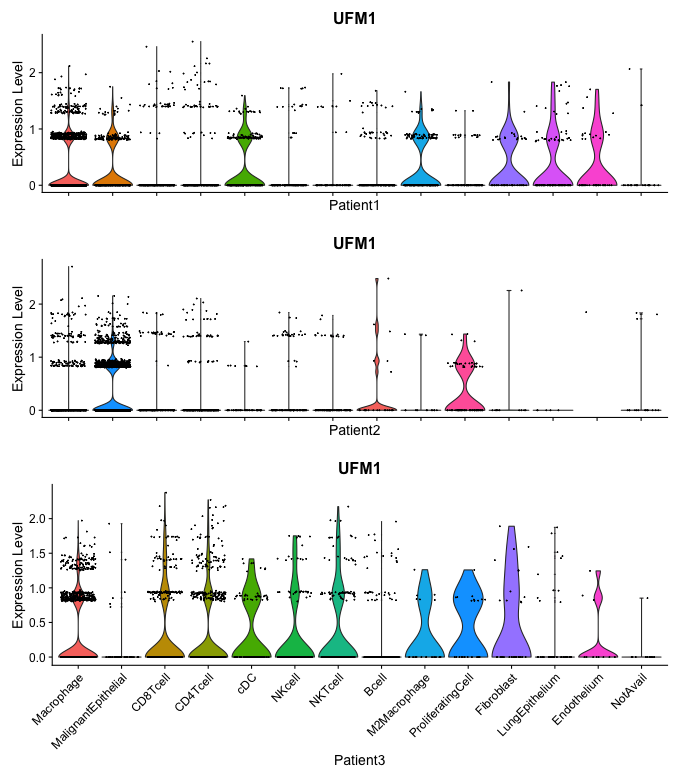 UFM1
Expression Level
2
1
0
Patient1
UFM1
Expression Level
2
1
0
Patient2
UFM1
Expression Level
2.0
1.5
1.0
0.5
0.0
Macrophage
MalignantEpithelial
CD8Tcell
CD4Tcell
cDC
NKcell
NKTcell
Bcell
M2Macrophage
ProliferatingCell
Fibroblast
LungEpithelium
Endothelium
NotAvail
Patient3